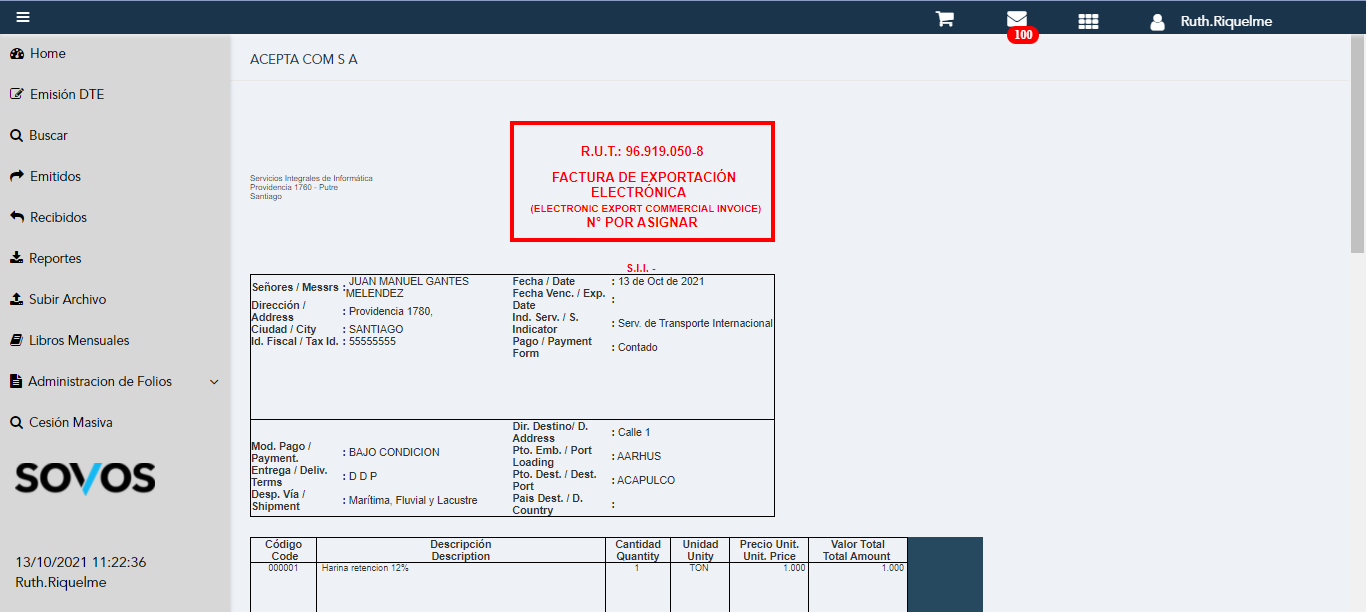 100
Ruth.Riquelme
Home
Emisión DTE
Buscar
Emitidos
Recibidos
Reportes
Subir Archivo
Libros Mensuales
Administracion de Folios
Cesión Masiva
SOVOS
13/10/2021 11:22:36
Ruth.Riquelme
ACEPTA COM S A
Servicios Integrales de Informática
Providencia 1760 - Putre
Santiago
R.U.T.: 96.919.050-8
FACTURA DE EXPORTACIÓN
ELECTRÓNICA
(ELECTRONIC EXPORT COMMERCIAL INVOICE)
N° POR ASIGNAR
S.I.I. -
Señores / Messrs : JUAN MANUEL GANTES
MELENDEZ
Dirección /
Address : Providencia 1780,
Ciudad / City : SANTIAGO
Id. Fiscal / Tax Id. : 55555555
Fecha / Date : 13 de Oct de 2021
Fecha Venc. / Exp.
Date :
Ind. Serv. / S.
Indicator : Serv. de Transporte Internacional
Pago / Payment
Form : Contado
Mod. Pago /
Payment. : BAJO CONDICION
Entrega / Deliv.
Terms : D D P
Desp. Vía /
Shipment : Marítima, Fluvial y Lacustre
Dir. Destino/ D.
Address : Calle 1
Pto. Emb. / Port
Loading : AARHUS
Pto. Dest. / Dest.
Port : ACAPULCO
Pais Dest. / D.
Country :
Código Descripción Cantidad Unidad Precio Unit. Valor Total
Code Description Quantity Unity Unit. Price Total Amount
000001 Harina retencion 12% 1 TON 1.000 1.000